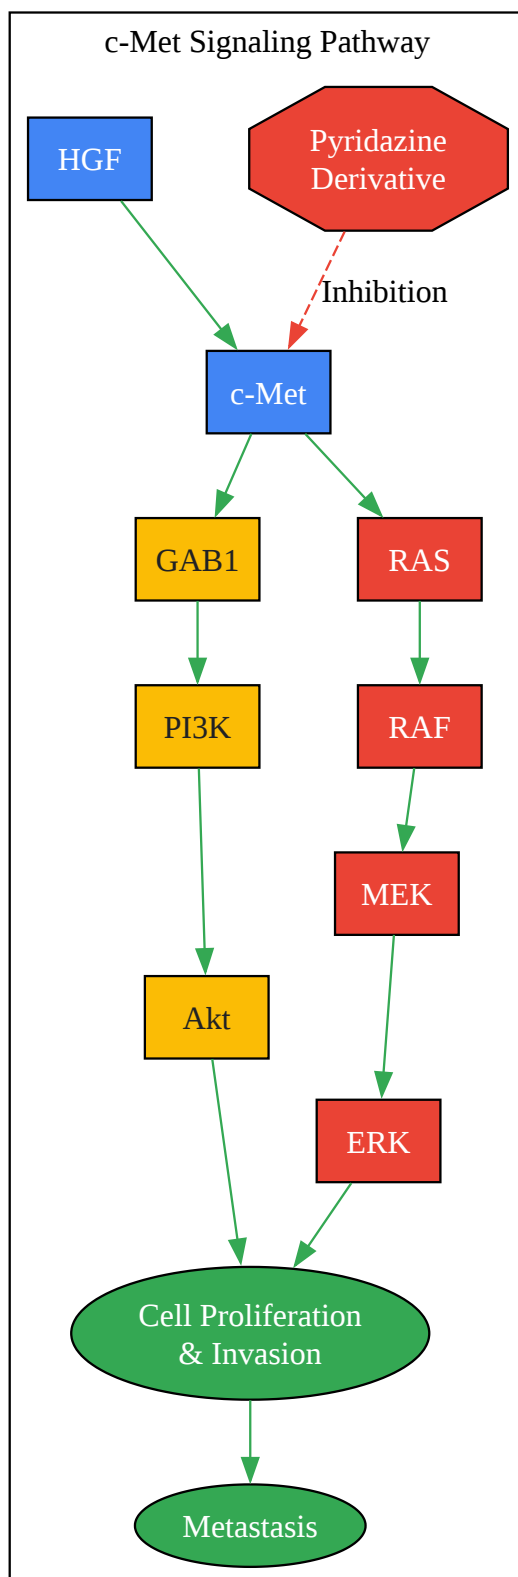 c-Met Signaling Pathway
HGF
Pyridazine
Derivative
Inhibition
c-Met
GAB1
RAS
PI3K
RAF
MEK
Akt
ERK
Cell Proliferation
& Invasion
Metastasis